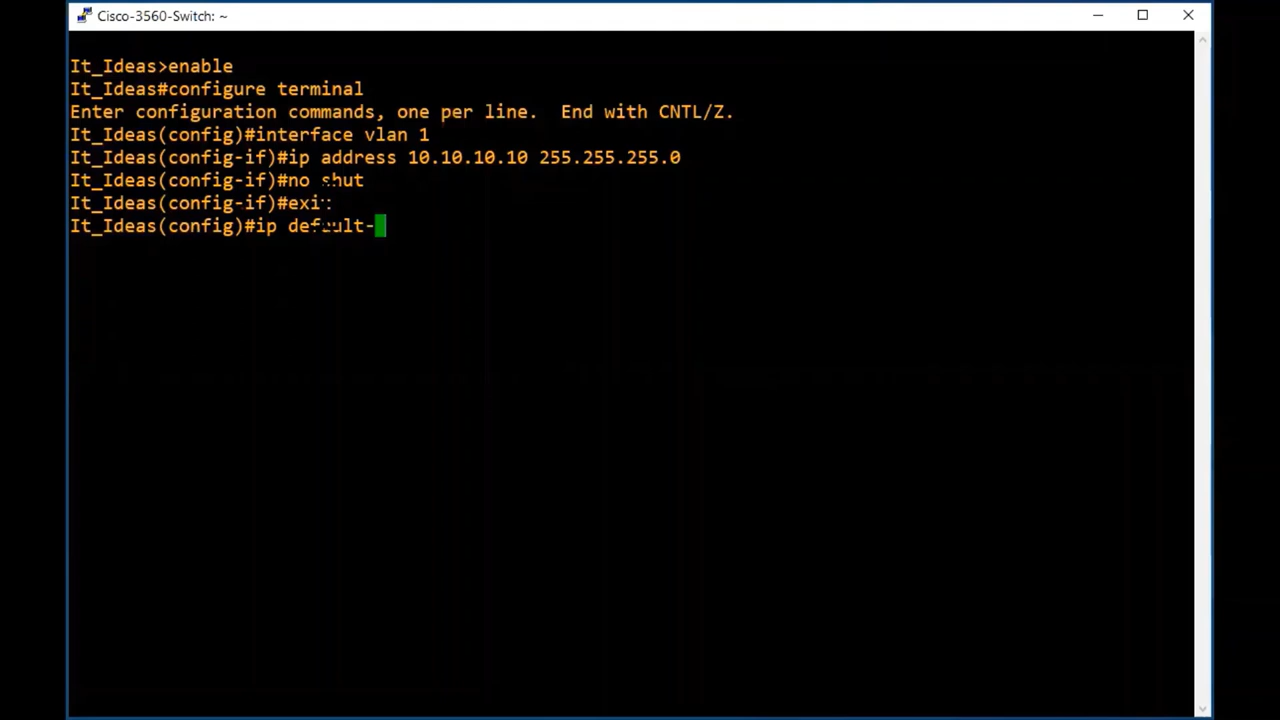 Cisco-3560-Switch: ~
It_Ideas>enable
It_Ideas#configure terminal
Enter configuration commands, one per line.  End with CNTL/Z.
It_Ideas(config)#interface vlan 1
It_Ideas(config-if)#ip address 10.10.10.10 255.255.255.0
It_Ideas(config-if)#no shut
It_Ideas(config-if)#exit
It_Ideas(config)#ip default-